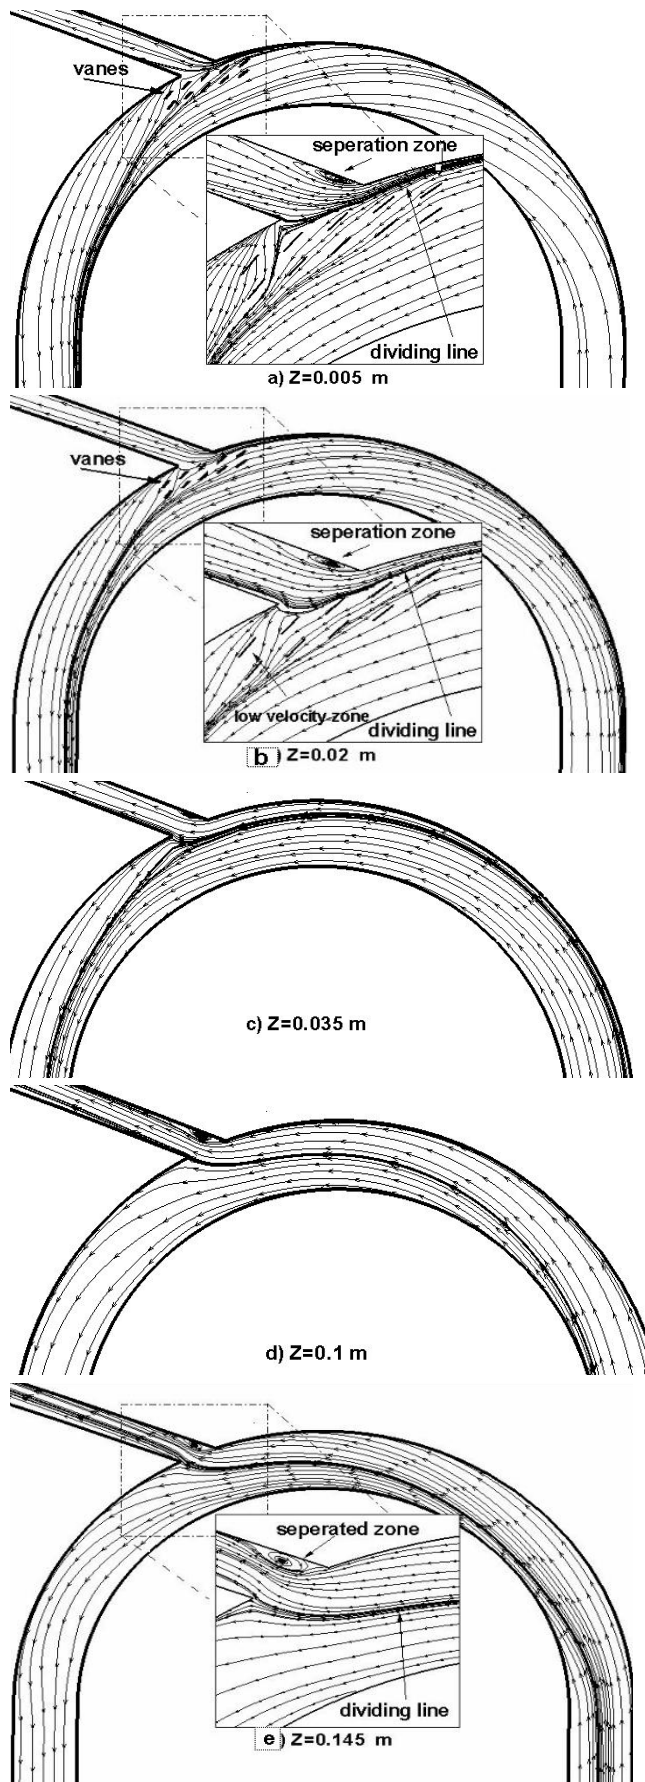 vanes
seperation zone
dividing line
a) Z=0.005 m
vanes
seperation zone
low velocity zone
dividing line
b ) Z=0.02 m
c) Z=0.035 m
d) Z=0.1 m
seperated zone
dividing line
e ) Z=0.145 m